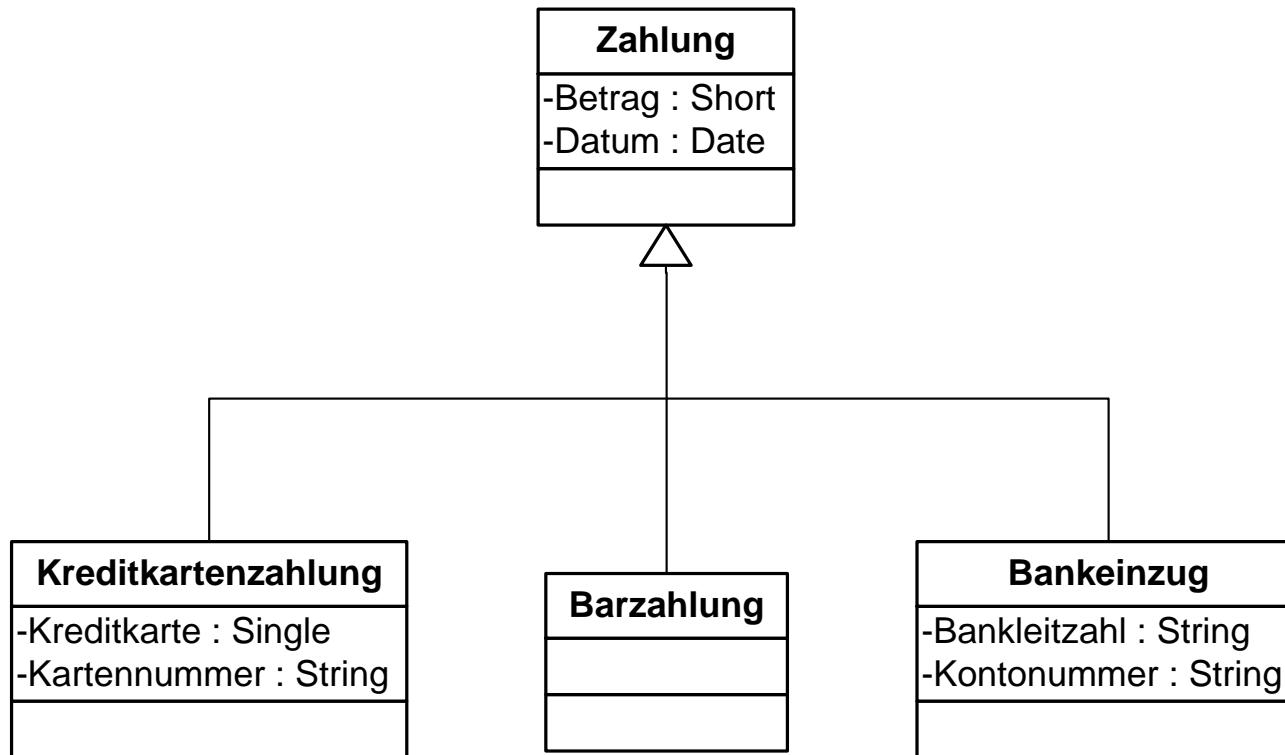 Zahlung
-Betrag : Short
-Datum : Date
Kreditkartenzahlung
-Kreditkarte : Single
-Kartennummer : String
Barzahlung
Bankeinzug
-Bankleitzahl : String
-Kontonummer : String